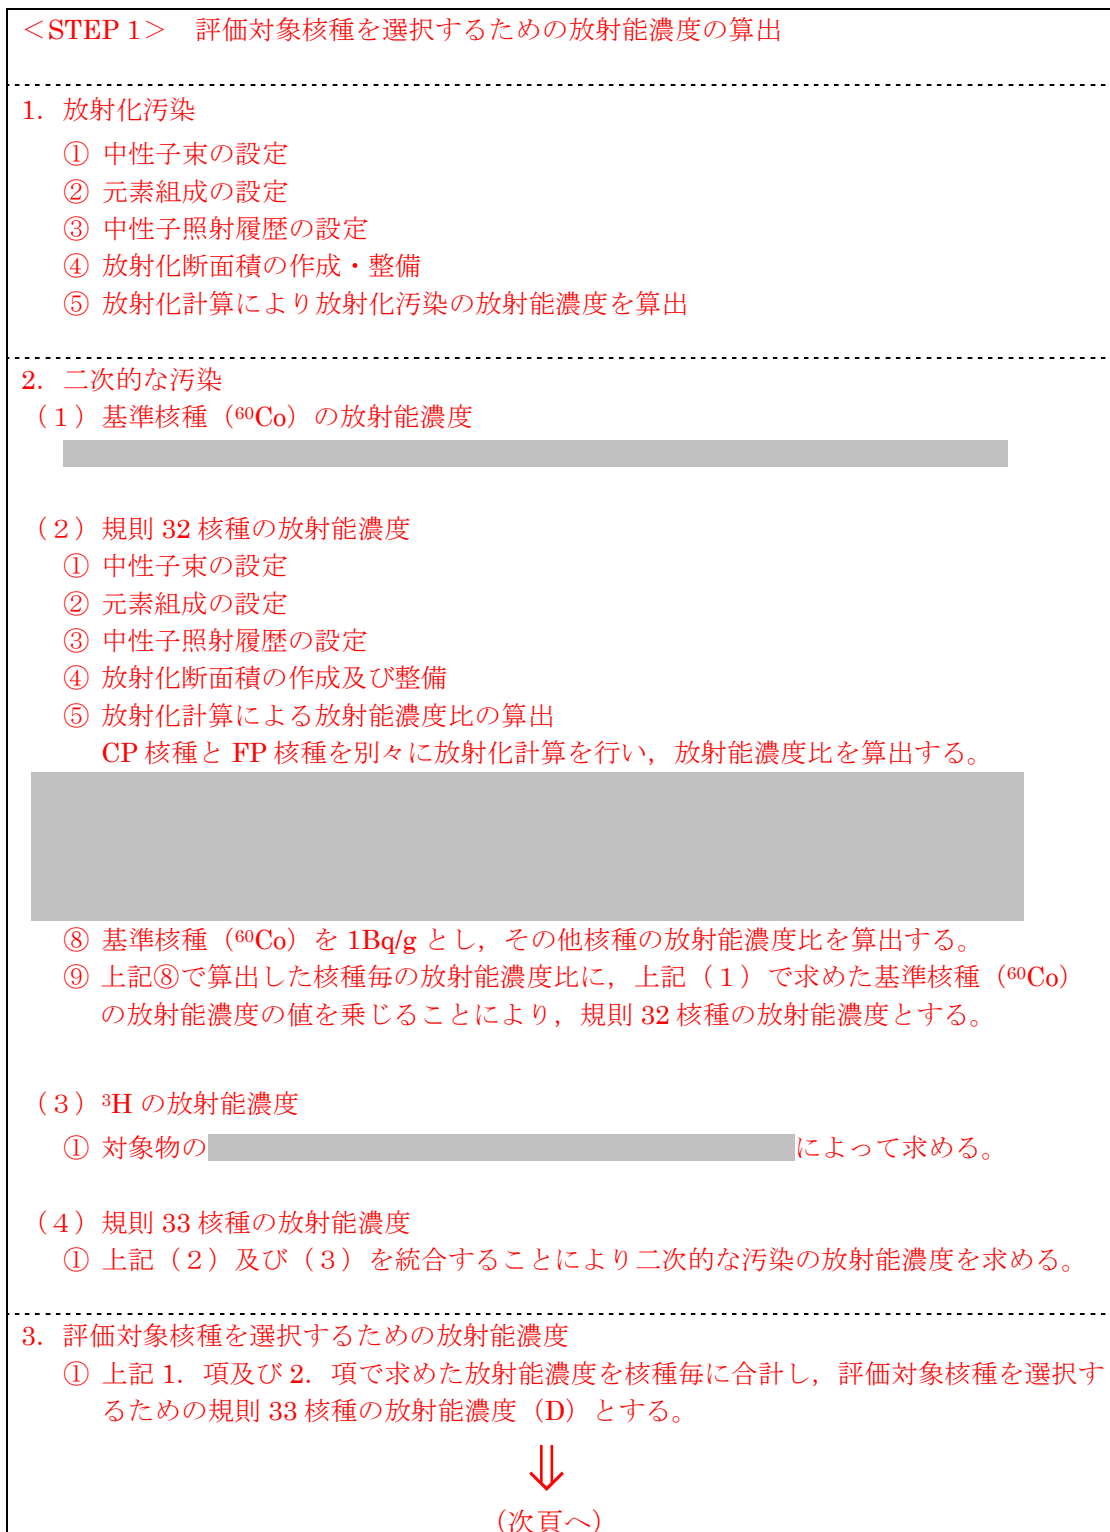 ＜STEP 1＞　評価対象核種を選択するための放射能濃度の算出
1．放射化汚染
① 中性子束の設定
② 元素組成の設定
③ 中性子照射履歴の設定
④ 放射化断面積の作成・整備
⑤ 放射化計算により放射化汚染の放射能濃度を算出
2．二次的な汚染
（１）基準核種（⁶⁰Co）の放射能濃度
（２）規則 32 核種の放射能濃度
① 中性子束の設定
② 元素組成の設定
③ 中性子照射履歴の設定
④ 放射化断面積の作成及び整備
⑤ 放射化計算による放射能濃度比の算出
CP 核種と FP 核種を別々に放射化計算を行い，放射能濃度比を算出する。
⑧ 基準核種（⁶⁰Co）を 1Bq/g とし，その他核種の放射能濃度比を算出する。
⑨ 上記⑧で算出した核種毎の放射能濃度比に，上記（１）で求めた基準核種（⁶⁰Co）
の放射能濃度の値を乗じることにより，規則 32 核種の放射能濃度とする。
（３）³H の放射能濃度
① 対象物の によって求める。
（４）規則 33 核種の放射能濃度
① 上記（２）及び（３）を統合することにより二次的な汚染の放射能濃度を求める。
3．評価対象核種を選択するための放射能濃度
① 上記 1．項及び 2．項で求めた放射能濃度を核種毎に合計し，評価対象核種を選択す
るための規則 33 核種の放射能濃度（D）とする。
⇓
（次頁へ）